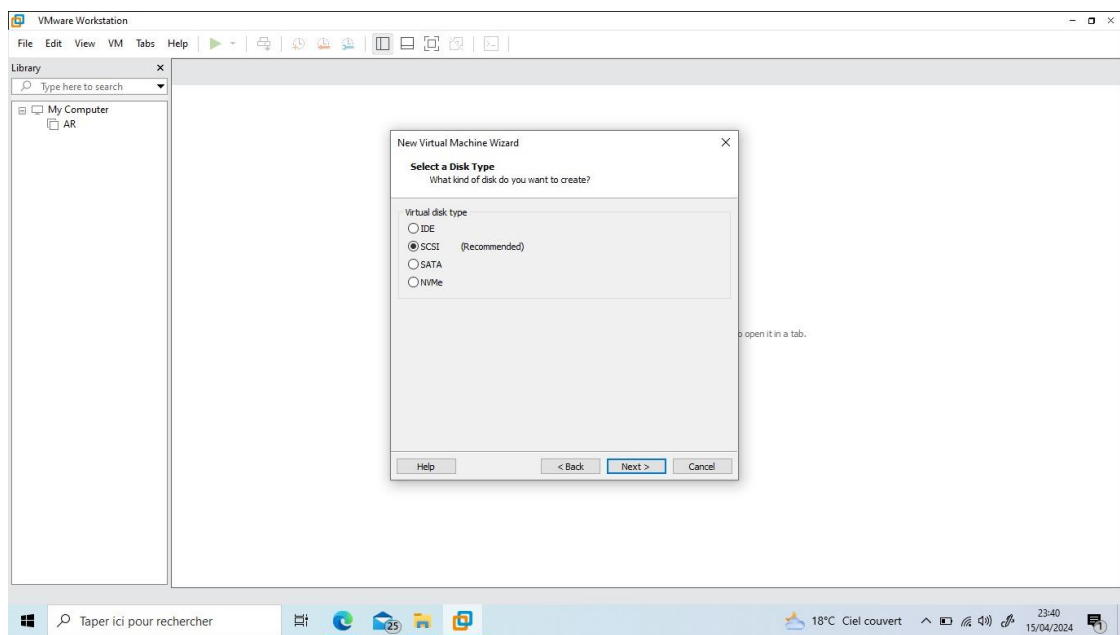 VMware Workstation
File Edit View VM Tabs Help
Library
Type here to search
My Computer
AR
New Virtual Machine Wizard
Select a Disk Type
What kind of disk do you want to create?
Virtual disk type
IDE
SCSI (Recommended)
SATA
NVMe
o open it in a tab.
Help < Back Next > Cancel
Taper ici pour rechercher
25
18°C Ciel couvert
23:40
15/04/2024
1